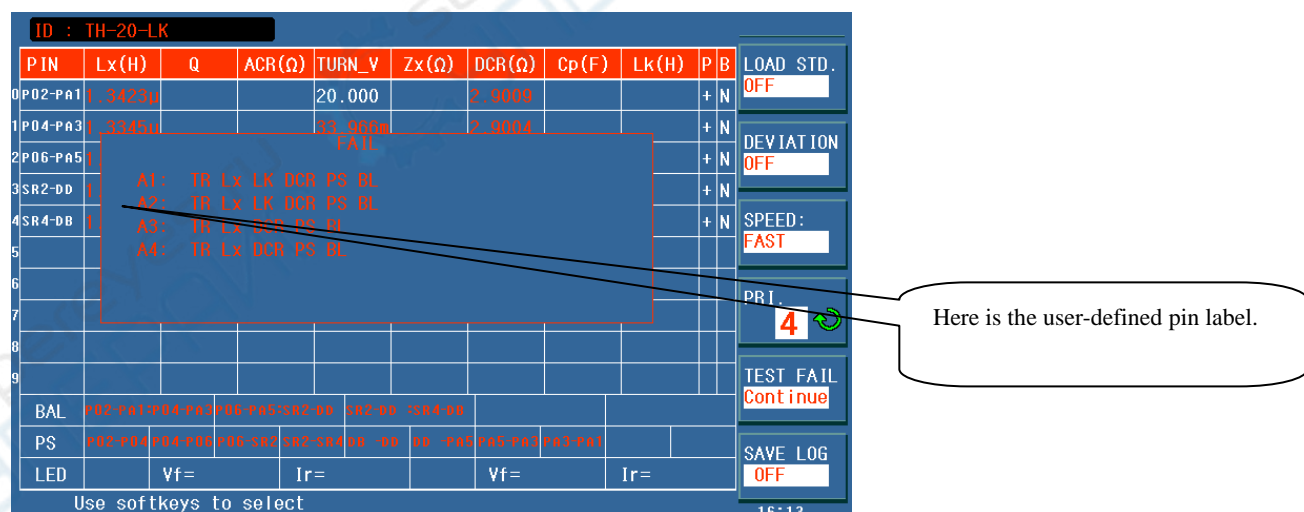 ID : TH-20-LK
PIN Lx(H) Q ACR(Ω) TURN_V Zx(Ω) DCR(Ω) Cp(F) Lk(H) P B
0 P02-PA1 1.3423µ 20.000 2.9009 + N
1 P04-PA3 1.3345µ 33.966m 2.9004 + N
2 P06-PA5 + N
3 SR2-DD + N
4 SR4-DB + N
5
6
7
8
9
FAIL
A1: TR Lx LK DCR PS BL
A2: TR Lx LK DCR PS BL
A3: TR Lx DCR PS BL
A4: TR Lx DCR PS BL
BAL P02-PA1:P04-PA3 P06-PA5:SR2-DD SR2-DD :SR4-DB
PS P02-P04 P04-P06 P06-SR2 SR2-SR4 DB -DD DD -PA5 PA5-PA3 PA3-PA1
LED Vf= Ir= Vf= Ir=
Use softkeys to select
LOAD STD.
OFF
DEVIATION
OFF
SPEED:
FAST
PRI.
4
TEST FAIL
Continue
SAVE LOG
OFF
16:13
Here is the user-defined pin label.